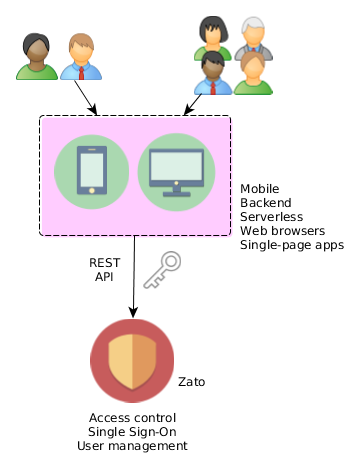 Mobile
Backend
Serverless
Web browsers
Single-page apps
REST
API
Zato
Access control
Single Sign-On
User management